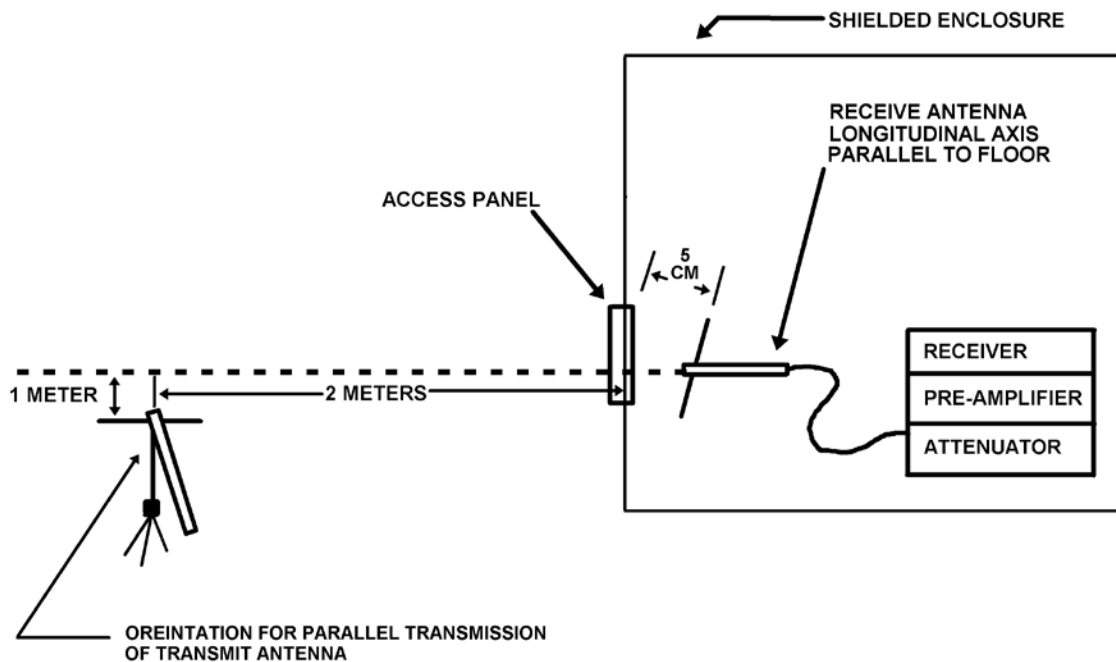 SHIELDED ENCLOSURE
RECEIVE ANTENNA
LONGITUDINAL AXIS
PARALLEL TO FLOOR
ACCESS PANEL
5
CM
RECEIVER
PRE-AMPLIFIER
ATTENUATOR
1 METER
2 METERS
OREINTATION FOR PARALLEL TRANSMISSION
OF TRANSMIT ANTENNA